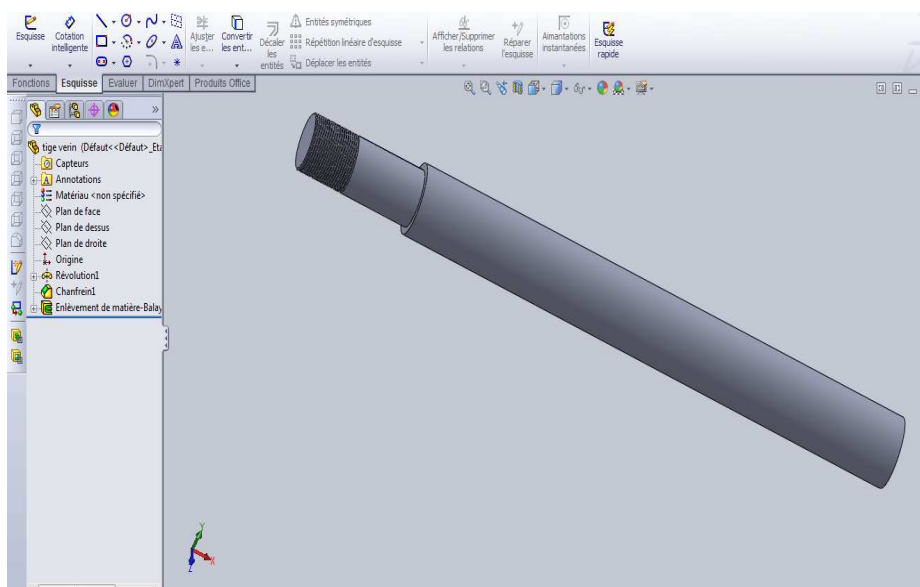 Esquisse
Cotation intelligente
Ajuster les e...
Convertir les ent...
Décaler les entités
Entités symétriques
Répétition linéaire d'esquisse
Déplacer les entités
Afficher/Supprimer les relations
Réparer l'esquisse
Aimantations instantanées
Esquisse rapide
Fonctions Esquisse Evaluer DimXpert Produits Office
tige verin (Défaut<<Défaut>_Eta
Capteurs
Annotations
Matériau <non spécifié>
Plan de face
Plan de dessus
Plan de droite
Origine
Révolution1
Chanfrein1
Enlèvement de matière-Balay
Y
X
Z